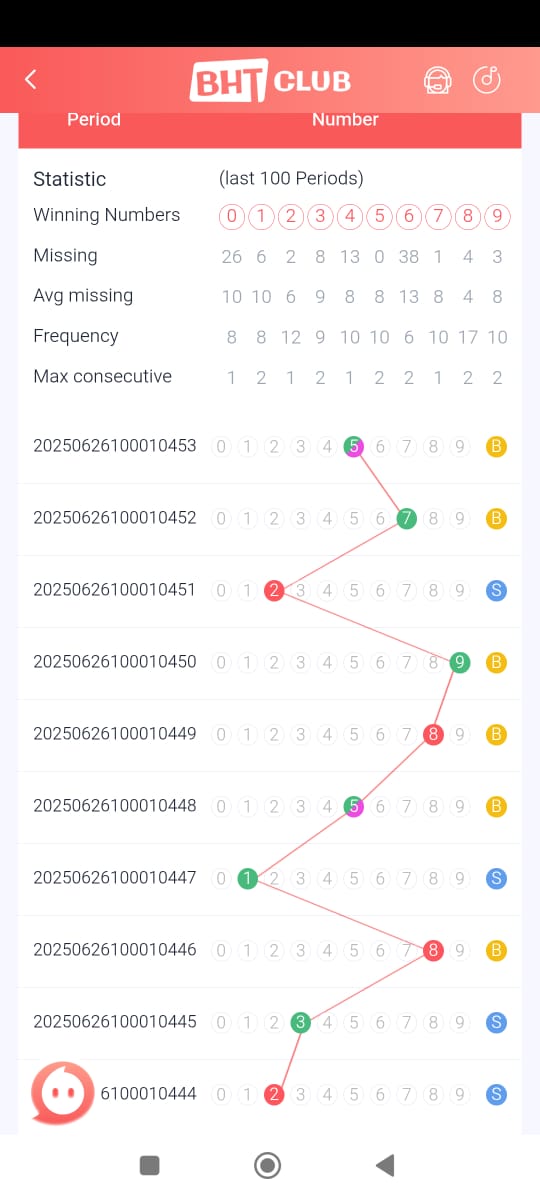 BHT CLUB
Period Number
Statistic (last 100 Periods)
Winning Numbers 0 1 2 3 4 5 6 7 8 9
Missing 26 6 2 8 13 0 38 1 4 3
Avg missing 10 10 6 9 8 8 13 8 4 8
Frequency 8 8 12 9 10 10 6 10 17 10
Max consecutive 1 2 1 2 1 2 2 1 2 2
20250626100010453 0 1 2 3 4 5 6 7 8 9 B
20250626100010452 0 1 2 3 4 5 6 7 8 9 B
20250626100010451 0 1 2 3 4 5 6 7 8 9 S
20250626100010450 0 1 2 3 4 5 6 7 8 9 B
20250626100010449 0 1 2 3 4 5 6 7 8 9 B
20250626100010448 0 1 2 3 4 5 6 7 8 9 B
20250626100010447 0 1 2 3 4 5 6 7 8 9 S
20250626100010446 0 1 2 3 4 5 6 7 8 9 B
20250626100010445 0 1 2 3 4 5 6 7 8 9 S
6100010444 0 1 2 3 4 5 6 7 8 9 S